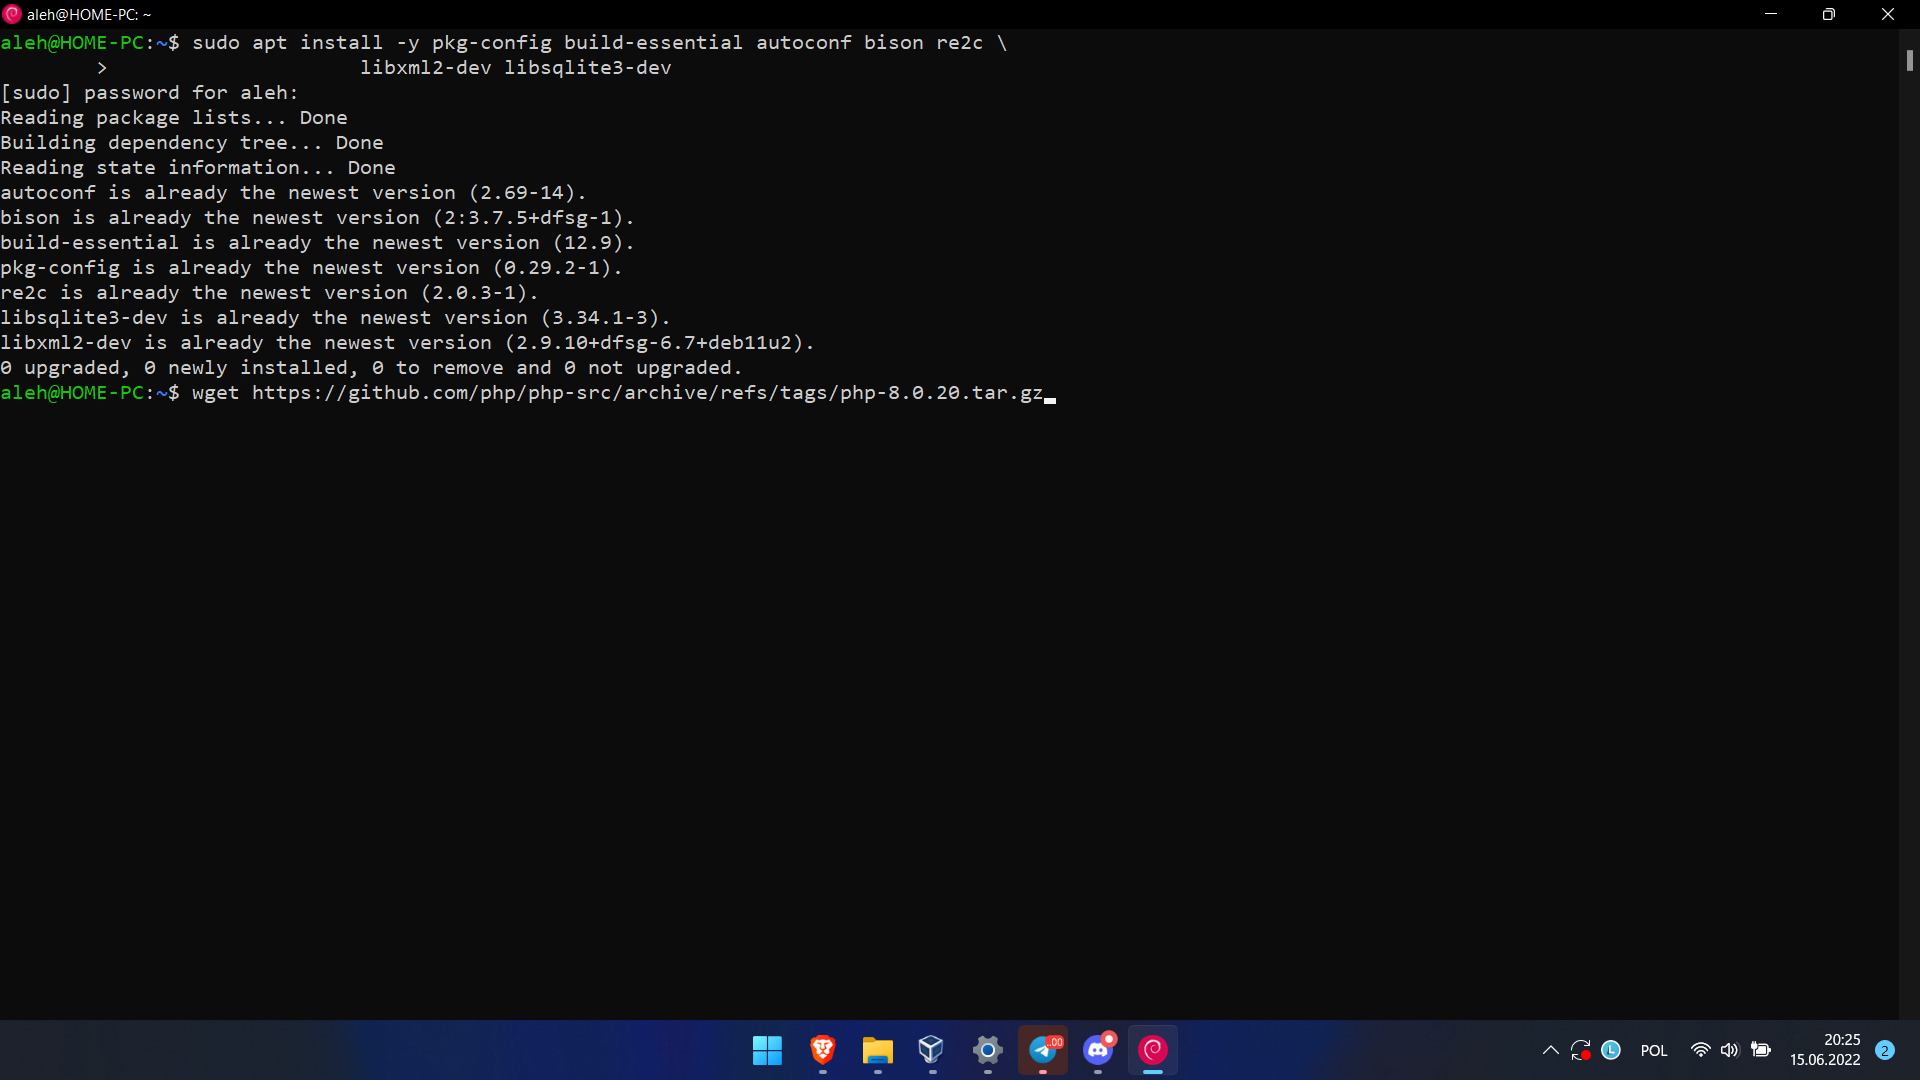 aleh@HOME-PC: ~
aleh@HOME-PC:~$ sudo apt install -y pkg-config build-essential autoconf bison re2c \
> libxml2-dev libsqlite3-dev
[sudo] password for aleh:
Reading package lists... Done
Building dependency tree... Done
Reading state information... Done
autoconf is already the newest version (2.69-14).
bison is already the newest version (2:3.7.5+dfsg-1).
build-essential is already the newest version (12.9).
pkg-config is already the newest version (0.29.2-1).
re2c is already the newest version (2.0.3-1).
libsqlite3-dev is already the newest version (3.34.1-3).
libxml2-dev is already the newest version (2.9.10+dfsg-6.7+deb11u2).
0 upgraded, 0 newly installed, 0 to remove and 0 not upgraded.
aleh@HOME-PC:~$ wget https://github.com/php/php-src/archive/refs/tags/php-8.0.20.tar.gz
.00
L
POL
20:25
15.06.2022
2